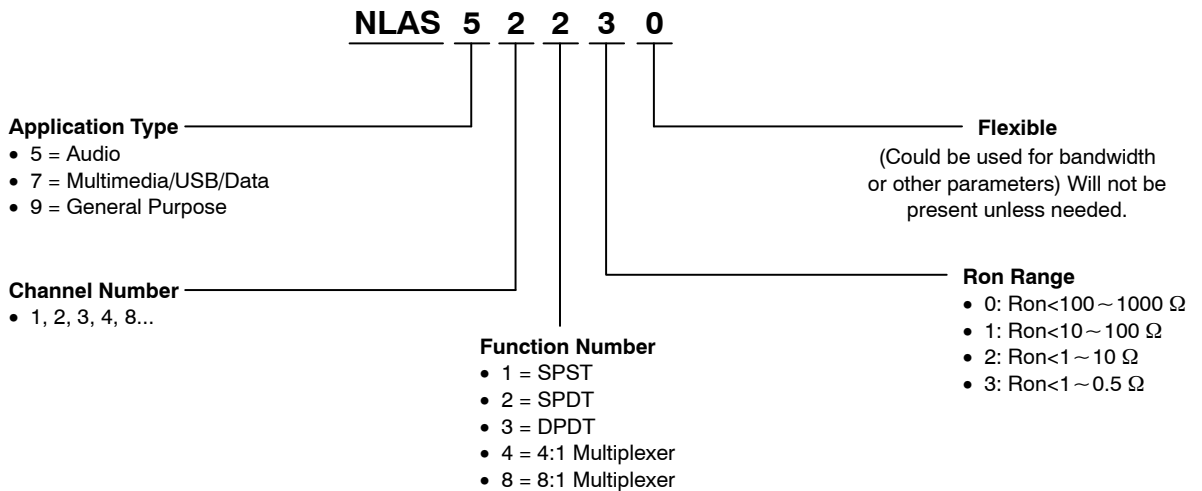 NLAS 5 2 2 3 0
Application Type
• 5 = Audio
• 7 = Multimedia/USB/Data
• 9 = General Purpose
Flexible
(Could be used for bandwidth
or other parameters) Will not be
present unless needed.
Channel Number
• 1, 2, 3, 4, 8...
Ron Range
• 0: Ron<100~1000 Ω
• 1: Ron<10~100 Ω
• 2: Ron<1~10 Ω
• 3: Ron<1~0.5 Ω
Function Number
• 1 = SPST
• 2 = SPDT
• 3 = DPDT
• 4 = 4:1 Multiplexer
• 8 = 8:1 Multiplexer